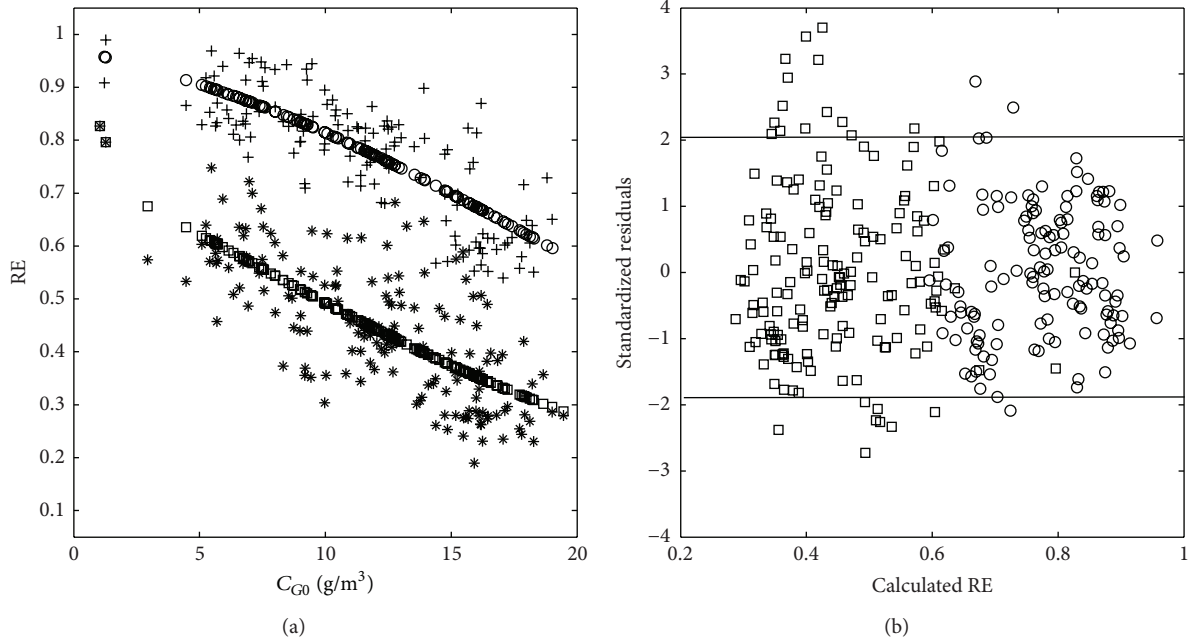 1
0.9
0.8
0.7
0.6
0.5
0.4
0.3
0.2
0.1
RE
0 5 10 15 20
C_{G0} (g/m³)
(a)
4
3
2
1
0
−1
−2
−3
−4
Standardized residuals
0.2 0.4 0.6 0.8 1
Calculated RE
(b)